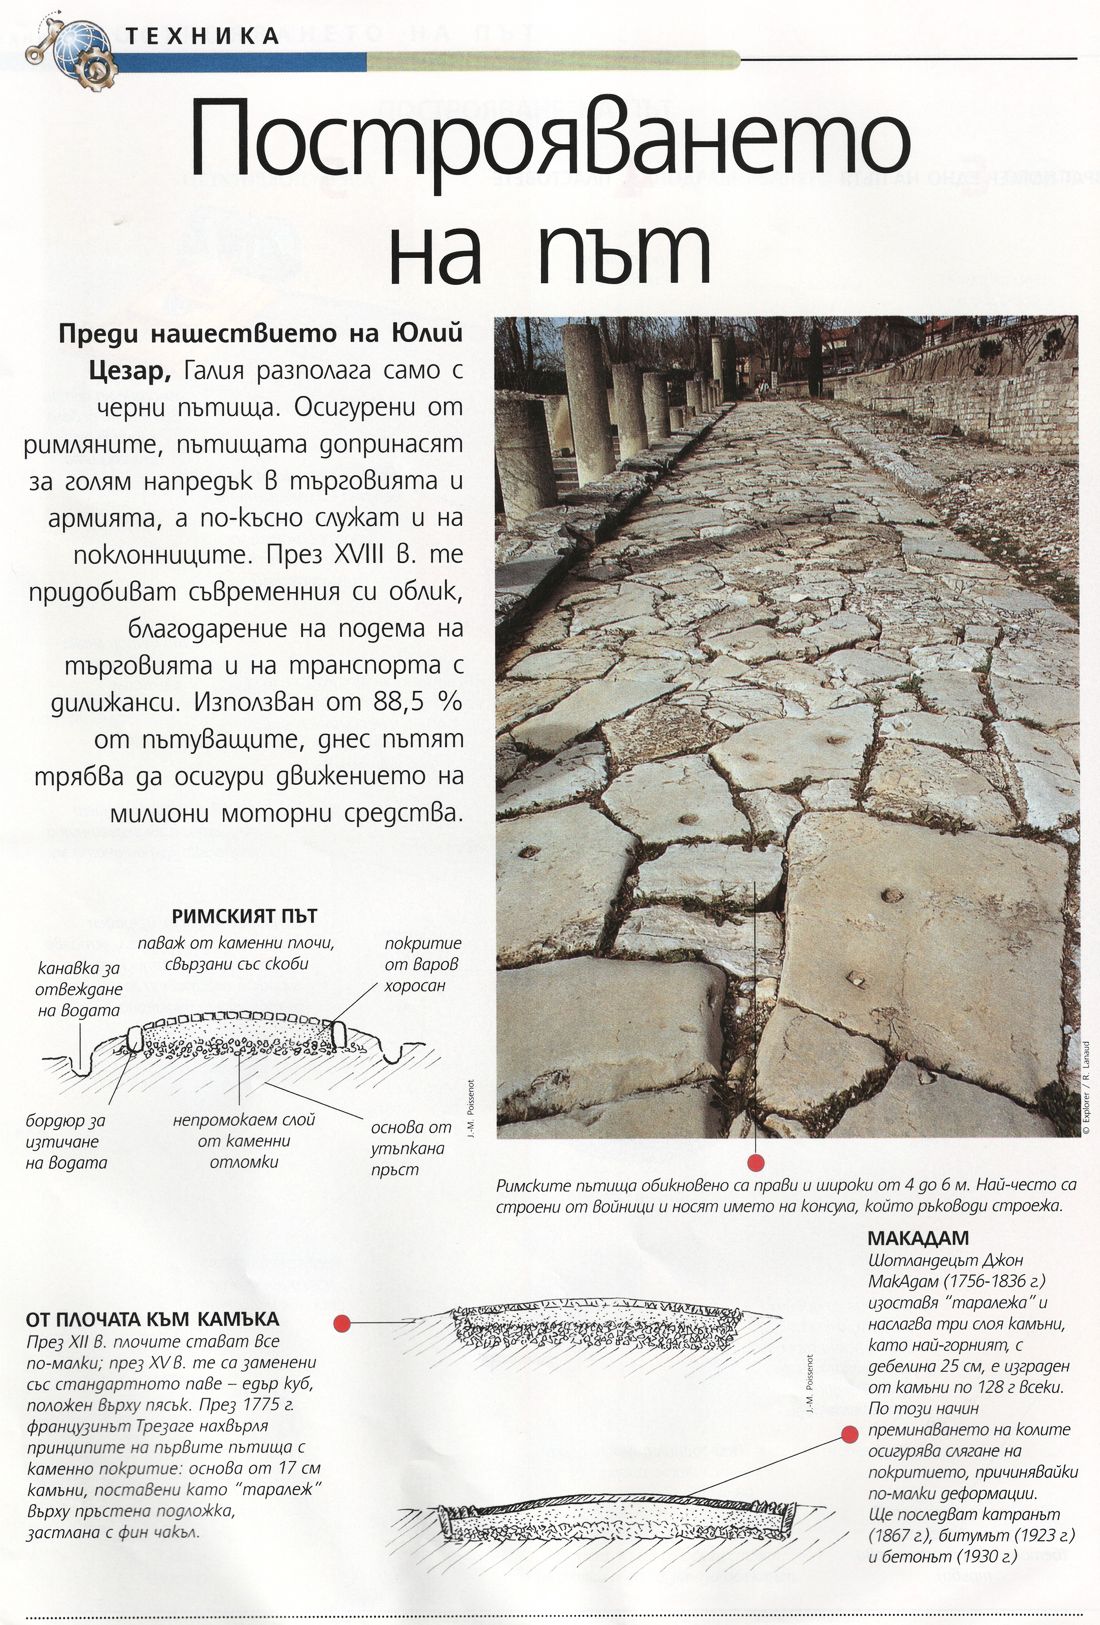 ТЕХНИКА
Построяването
на път
Преди нашествието на Юлий
Цезар, Галия разполага само с
черни пътища. Осигурени от
римляните, пътищата допринасят
за голям напредък в търговията и
армията, а по-късно служат и на
поклонниците. През XVIII в. те
придобиват съвременния си облик,
благодарение на подема на
търговията и на транспорта с
дилижанси. Използван от 88,5 %
от пътуващите, днес пътят
трябва да осигури движението на
милиони моторни средства.
РИМСКИЯТ ПЪТ
паваж от каменни плочи,
свързани със скоби
покритие
от варов
хоросан
канавка за
отвеждане
на водата
бордюр за
изтичане
на водата
непромокаем слой
от каменни
отломки
основа от
утъпкана
пръст
J.-M. Poissenot
© Explorer / R. Lanaud
Римските пътища обикновено са прави и широки от 4 до 6 м. Най-често са
строени от войници и носят името на консула, който ръководи строежа.
ОТ ПЛОЧАТА КЪМ КАМЪКА
През XII в. плочите стават все
по-малки; през XV в. те са заменени
със стандартното паве – едър куб,
положен върху пясък. През 1775 г.
французинът Трезаге нахвърля
принципите на първите пътища с
каменно покритие: основа от 17 см
камъни, поставени като "таралеж"
върху пръстена подложка,
застлана с фин чакъл.
J.-M. Poissenot
МАКАДАМ
Шотландецът Джон
МакАдам (1756-1836 г.)
изоставя "таралежа" и
наслагва три слоя камъни,
като най-горният, с
дебелина 25 см, е изграден
от камъни по 128 г всеки.
По този начин
преминаването на колите
осигурява слягане на
покритието, причинявайки
по-малки деформации.
Ще последват катранът
(1867 г.), битумът (1923 г.)
и бетонът (1930 г.)